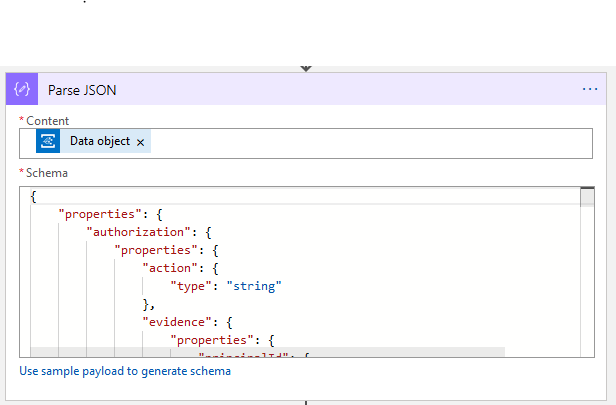 Parse JSON
...
* Content
Data object ×
* Schema
{
"properties": {
"authorization": {
"properties": {
"action": {
"type": "string"
},
"evidence": {
"properties": {
"principalId": {
Use sample payload to generate schema